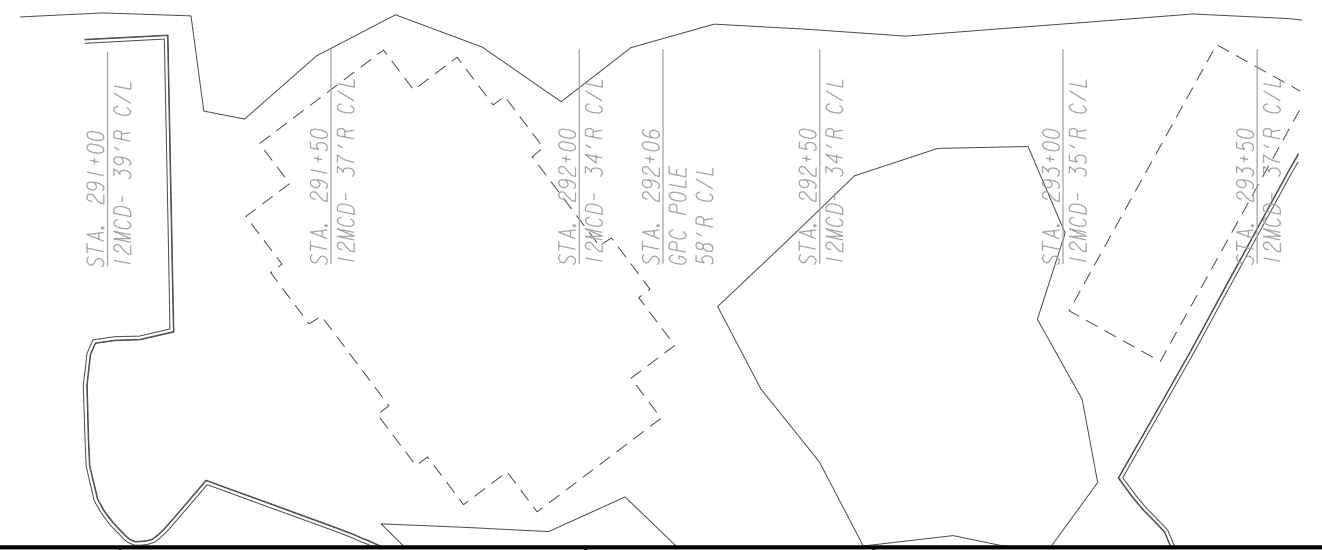 STA. 291+00
12MCD- 39'R C/L
STA. 291+50
12MCD- 37'R C/L
STA. 292+00
12MCD- 34'R C/L
STA. 292+06
GPC POLE
58'R C/L
STA. 292+50
12MCD- 34'R C/L
STA. 293+00
12MCD- 35'R C/L
STA. 293+50
12MCD- 37'R C/L